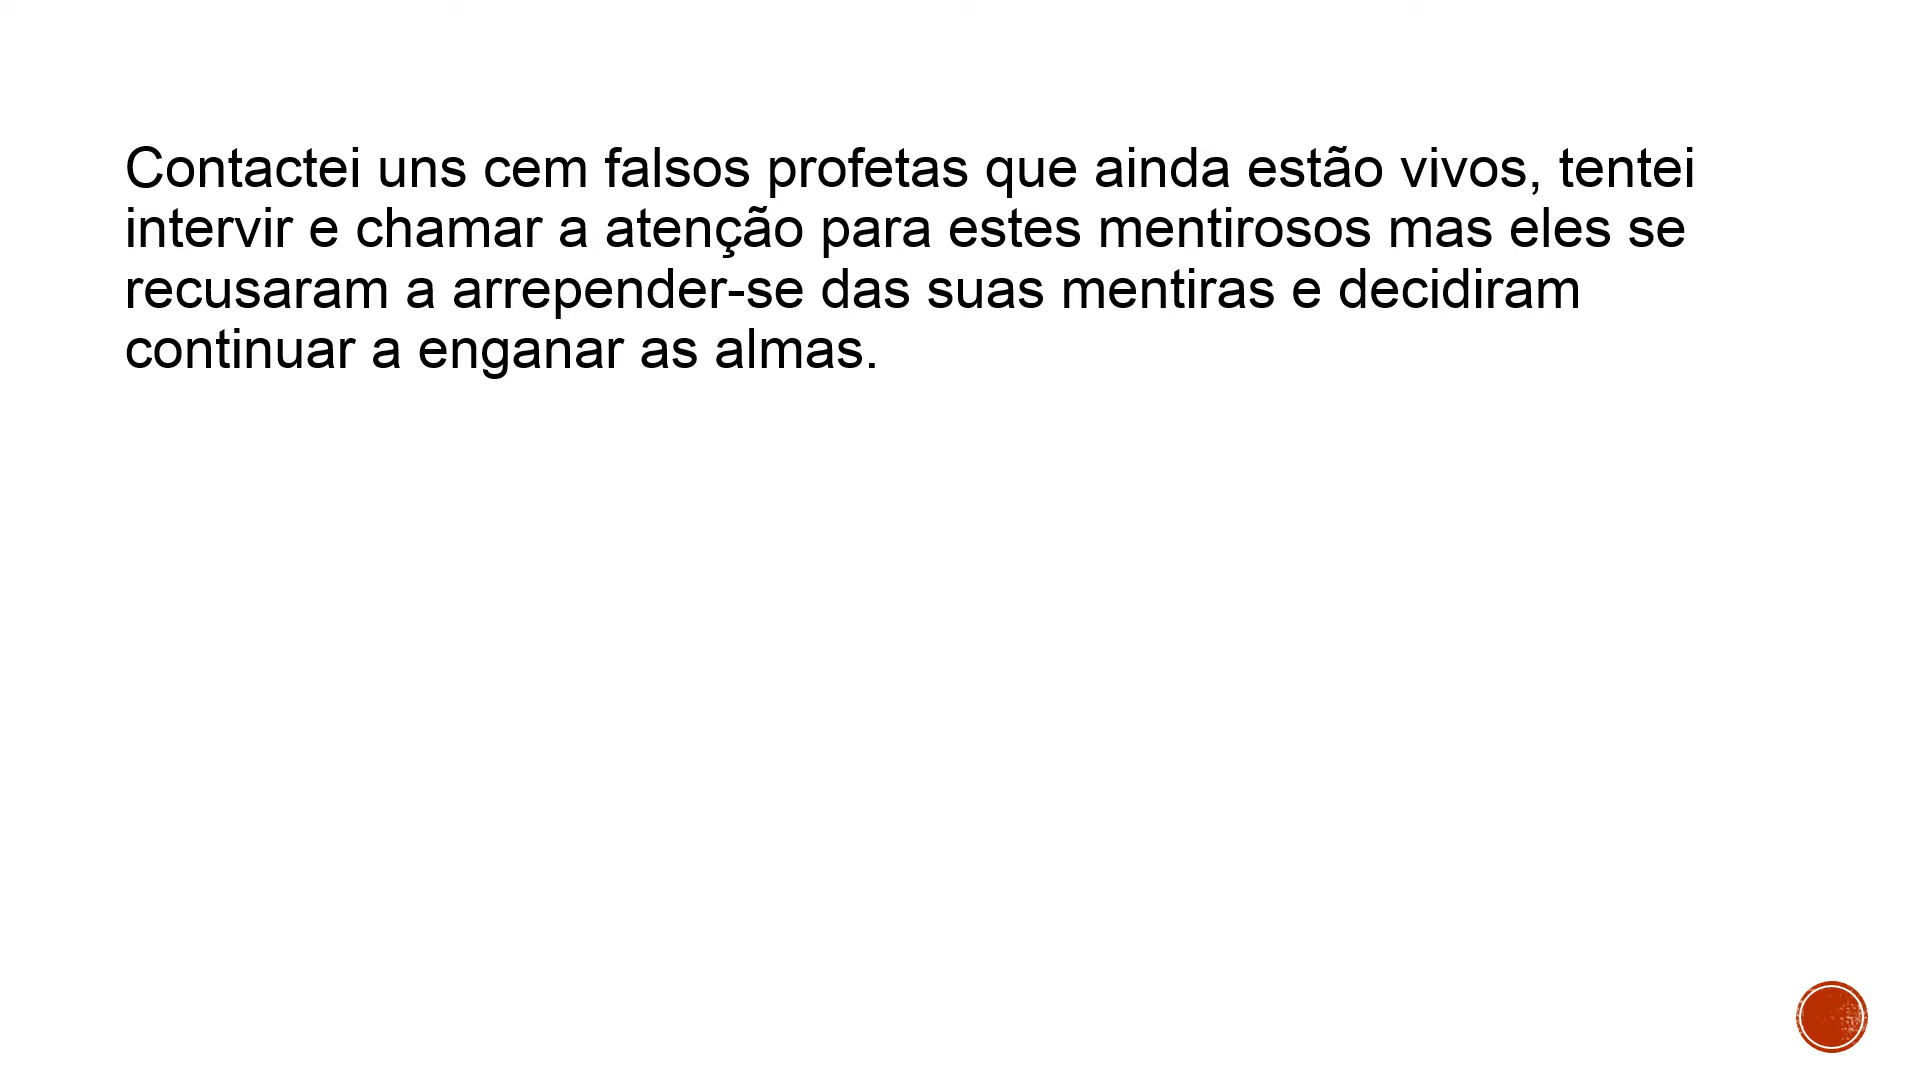 Contactei uns cem falsos profetas que ainda estão vivos, tentei
intervir e chamar a atenção para estes mentirosos mas eles se
recusaram a arrepender-se das suas mentiras e decidiram
continuar a enganar as almas.